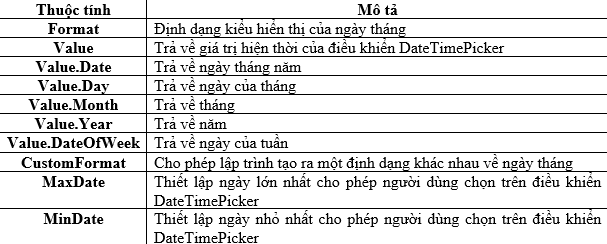 Thuộc tính Mô tả
Format Định dạng kiểu hiển thị của ngày tháng
Value Trả về giá trị hiện thời của điều khiển DateTimePicker
Value.Date Trả về ngày tháng năm
Value.Day Trả về ngày của tháng
Value.Month Trả về tháng
Value.Year Trả về năm
Value.DateOfWeek Trả về ngày của tuần
CustomFormat Cho phép lập trình tạo ra một định dạng khác nhau về ngày tháng
MaxDate Thiết lập ngày lớn nhất cho phép người dùng chọn trên điều khiển
DateTimePicker
MinDate Thiết lập ngày nhỏ nhất cho phép người dùng chọn trên điều khiển
DateTimePicker